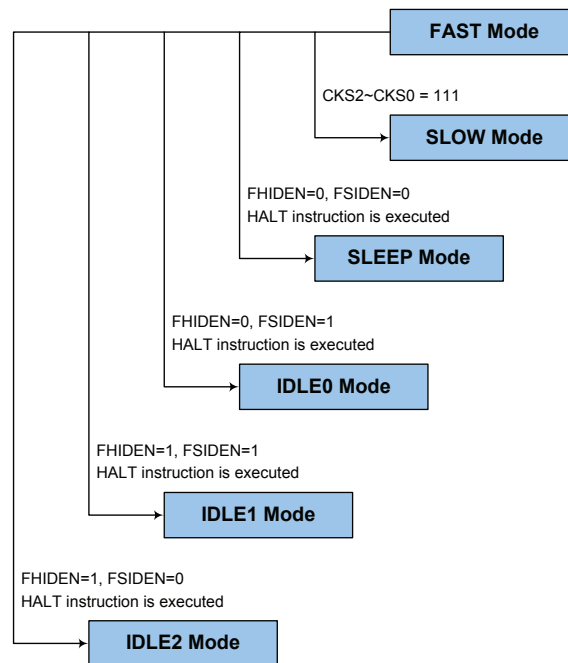 FAST Mode
CKS2~CKS0 = 111
SLOW Mode
FHIDEN=0, FSIDEN=0
HALT instruction is executed
SLEEP Mode
FHIDEN=0, FSIDEN=1
HALT instruction is executed
IDLE0 Mode
FHIDEN=1, FSIDEN=1
HALT instruction is executed
IDLE1 Mode
FHIDEN=1, FSIDEN=0
HALT instruction is executed
IDLE2 Mode